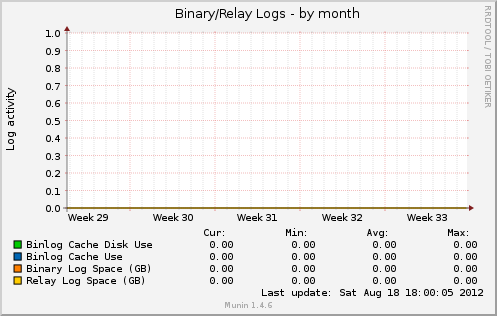 Binary/Relay Logs - by month
RRDTOOL / TOBI OETIKER
Log activity
1.0
0.9
0.8
0.7
0.6
0.5
0.4
0.3
0.2
0.1
0.0
Week 29 Week 30 Week 31 Week 32 Week 33
Cur: Min: Avg: Max:
Binlog Cache Disk Use 0.00 0.00 0.00 0.00
Binlog Cache Use 0.00 0.00 0.00 0.00
Binary Log Space (GB) 0.00 0.00 0.00 0.00
Relay Log Space (GB) 0.00 0.00 0.00 0.00
Last update: Sat Aug 18 18:00:05 2012
Munin 1.4.6